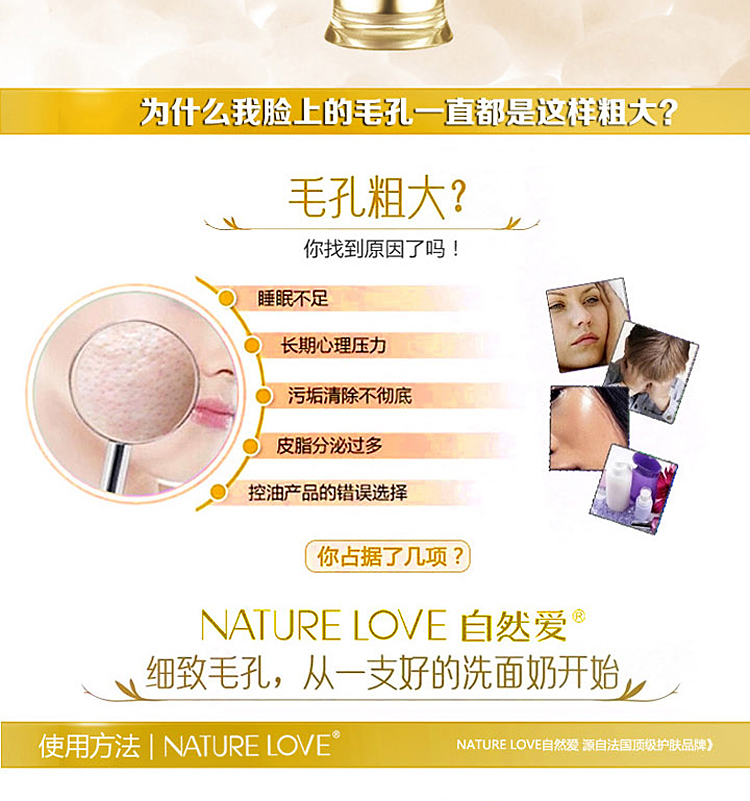 为什么我脸上的毛孔一直都是这样粗大?
毛孔粗大?
你找到原因了吗！
睡眠不足
长期心理压力
污垢清除不彻底
皮脂分泌过多
控油产品的错误选择
你占据了几项?
NATURE LOVE 自然爱®
细致毛孔，从一支好的洗面奶开始
使用方法 | NATURE LOVE®
NATURE LOVE自然爱 源自法国顶级护肤品牌》